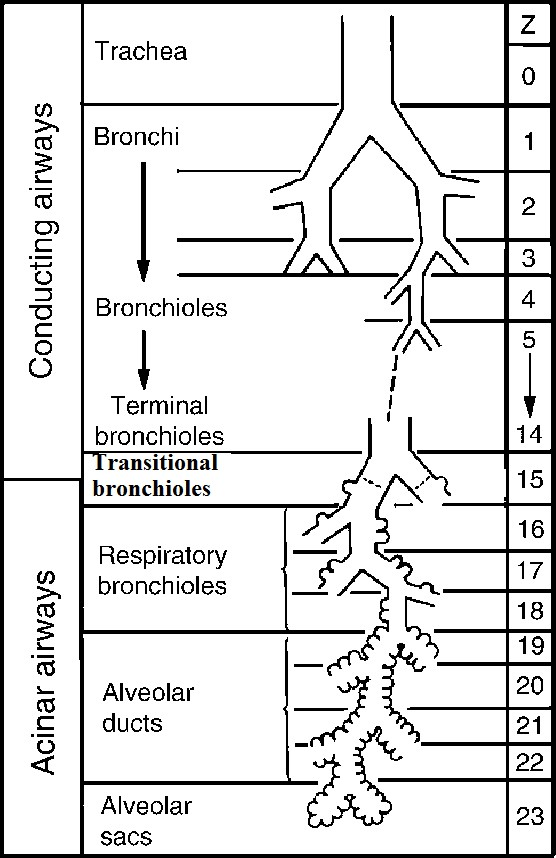 Conducting airways
Acinar airways
Trachea
Bronchi
Bronchioles
Terminal
bronchioles
Transitional
bronchioles
Respiratory
bronchioles
Alveolar
ducts
Alveolar
sacs
Z
0
1
2
3
4
5
14
15
16
17
18
19
20
21
22
23